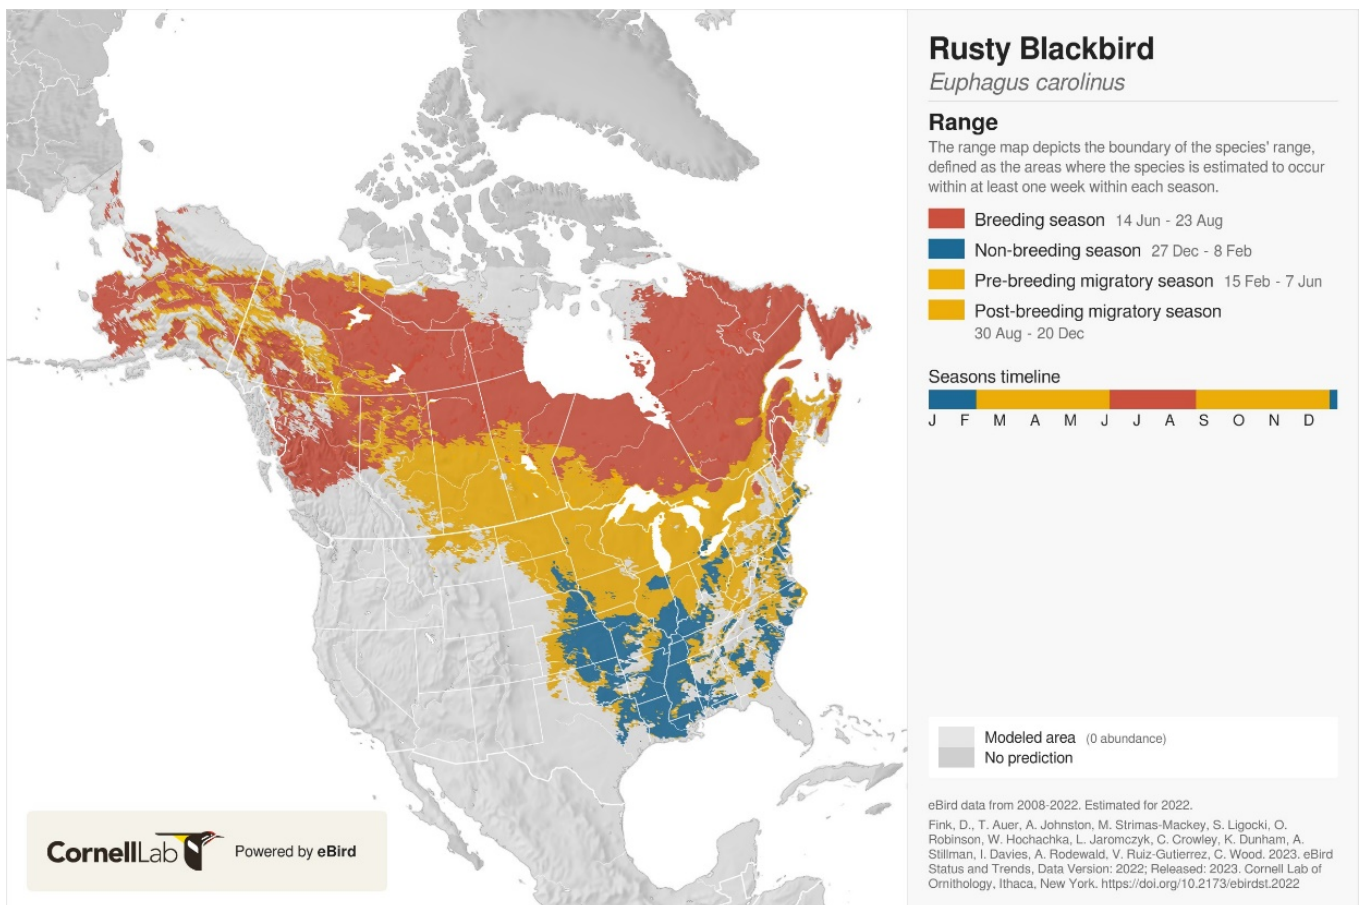 Rusty Blackbird
Euphagus carolinus
Range
The range map depicts the boundary of the species' range,
defined as the areas where the species is estimated to occur
within at least one week within each season.
Breeding season 14 Jun - 23 Aug
Non-breeding season 27 Dec - 8 Feb
Pre-breeding migratory season 15 Feb - 7 Jun
Post-breeding migratory season
30 Aug - 20 Dec
Seasons timeline
J F M A M J J A S O N D
Modeled area (0 abundance)
No prediction
eBird data from 2008-2022. Estimated for 2022.
Fink, D., T. Auer, A. Johnston, M. Strimas-Mackey, S. Ligocki, O.
Robinson, W. Hochachka, L. Jaromczyk, C. Crowley, K. Dunham, A.
Stillman, I. Davies, A. Rodewald, V. Ruiz-Gutierrez, C. Wood. 2023. eBird
Status and Trends, Data Version: 2022; Released: 2023. Cornell Lab of
Ornithology, Ithaca, New York. https://doi.org/10.2173/ebirdst.2022
CornellLab Powered by eBird